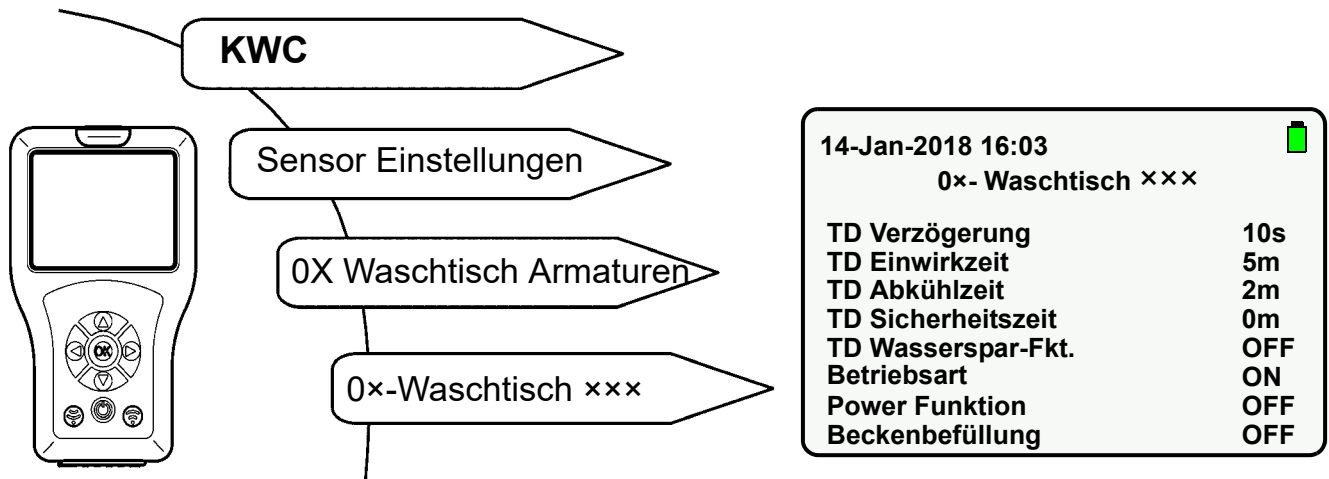 KWC
Sensor Einstellungen
0X Waschtisch Armaturen
0×-Waschtisch ×××
OK
14-Jan-2018 16:03
0×- Waschtisch ×××
TD Verzögerung 10s
TD Einwirkzeit 5m
TD Abkühlzeit 2m
TD Sicherheitszeit 0m
TD Wasserspar-Fkt. OFF
Betriebsart ON
Power Funktion OFF
Beckenbefüllung OFF